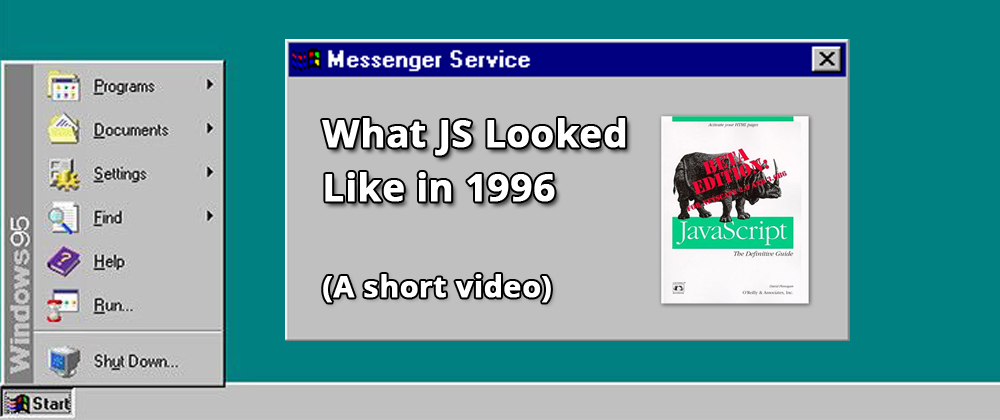 Programs
Documents
Settings
Find
Help
Run...
Shut Down...
Windows95
Start
Messenger Service
What JS Looked
Like in 1996
(A short video)
Activate your HTML pages
BETA
EDITION!
JavaScript
The Definitive Guide
O'Reilly & Associates, Inc.